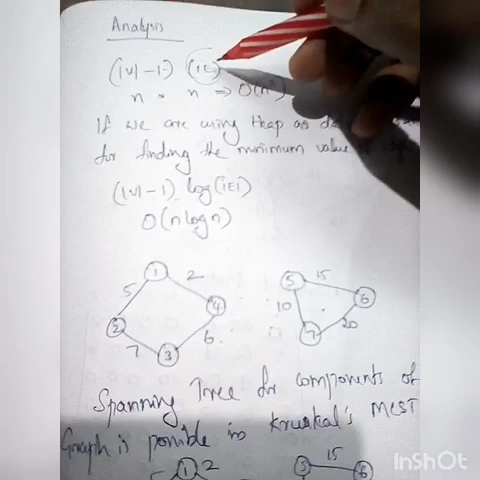 Analysis
(|V|-1) (|E|
n × n => O(n²)
If we are using Heap as
for finding the minimum value of
(|V|-1) log(|E|)
O(n log n)
1 2 5
5 15
4 10 6
2 7 20
7 3 6
Spanning Tree for components of
Graph is possible in Kruskal's MCST
1 2 15
5 6
InShOt